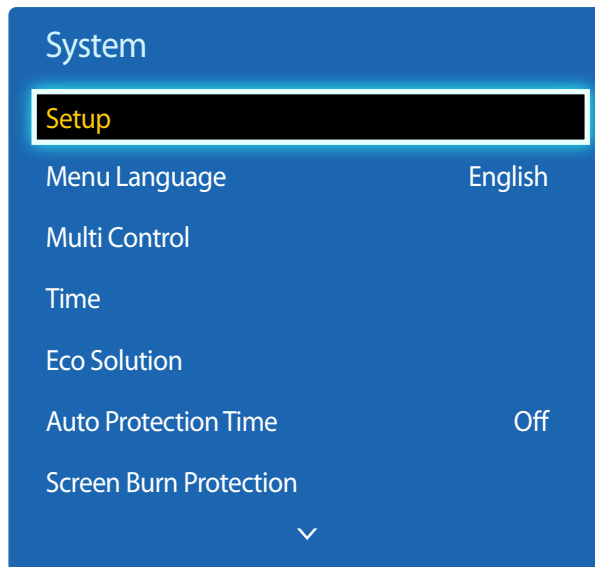 System
Setup
Menu Language English
Multi Control
Time
Eco Solution
Auto Protection Time Off
Screen Burn Protection